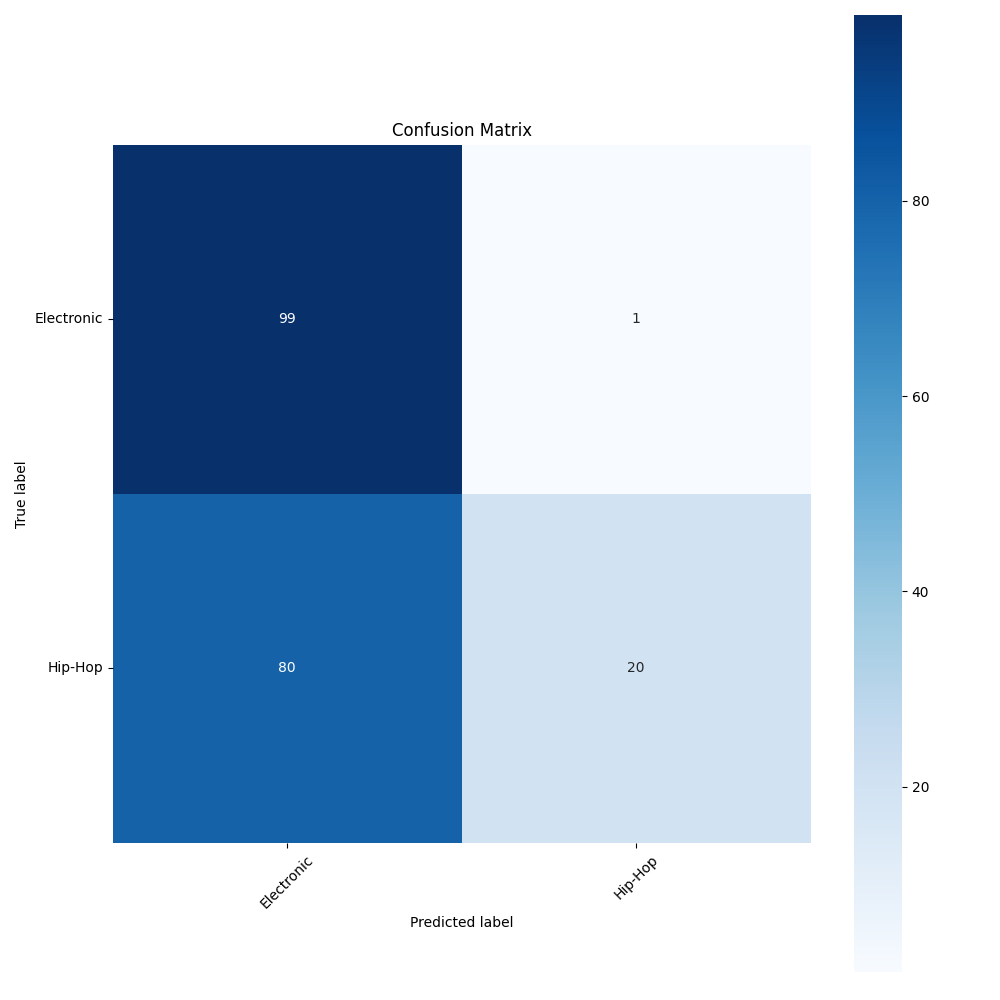 Confusion Matrix
True label
Electronic
Hip-Hop
99
1
80
20
Electronic
Hip-Hop
Predicted label
80
60
40
20